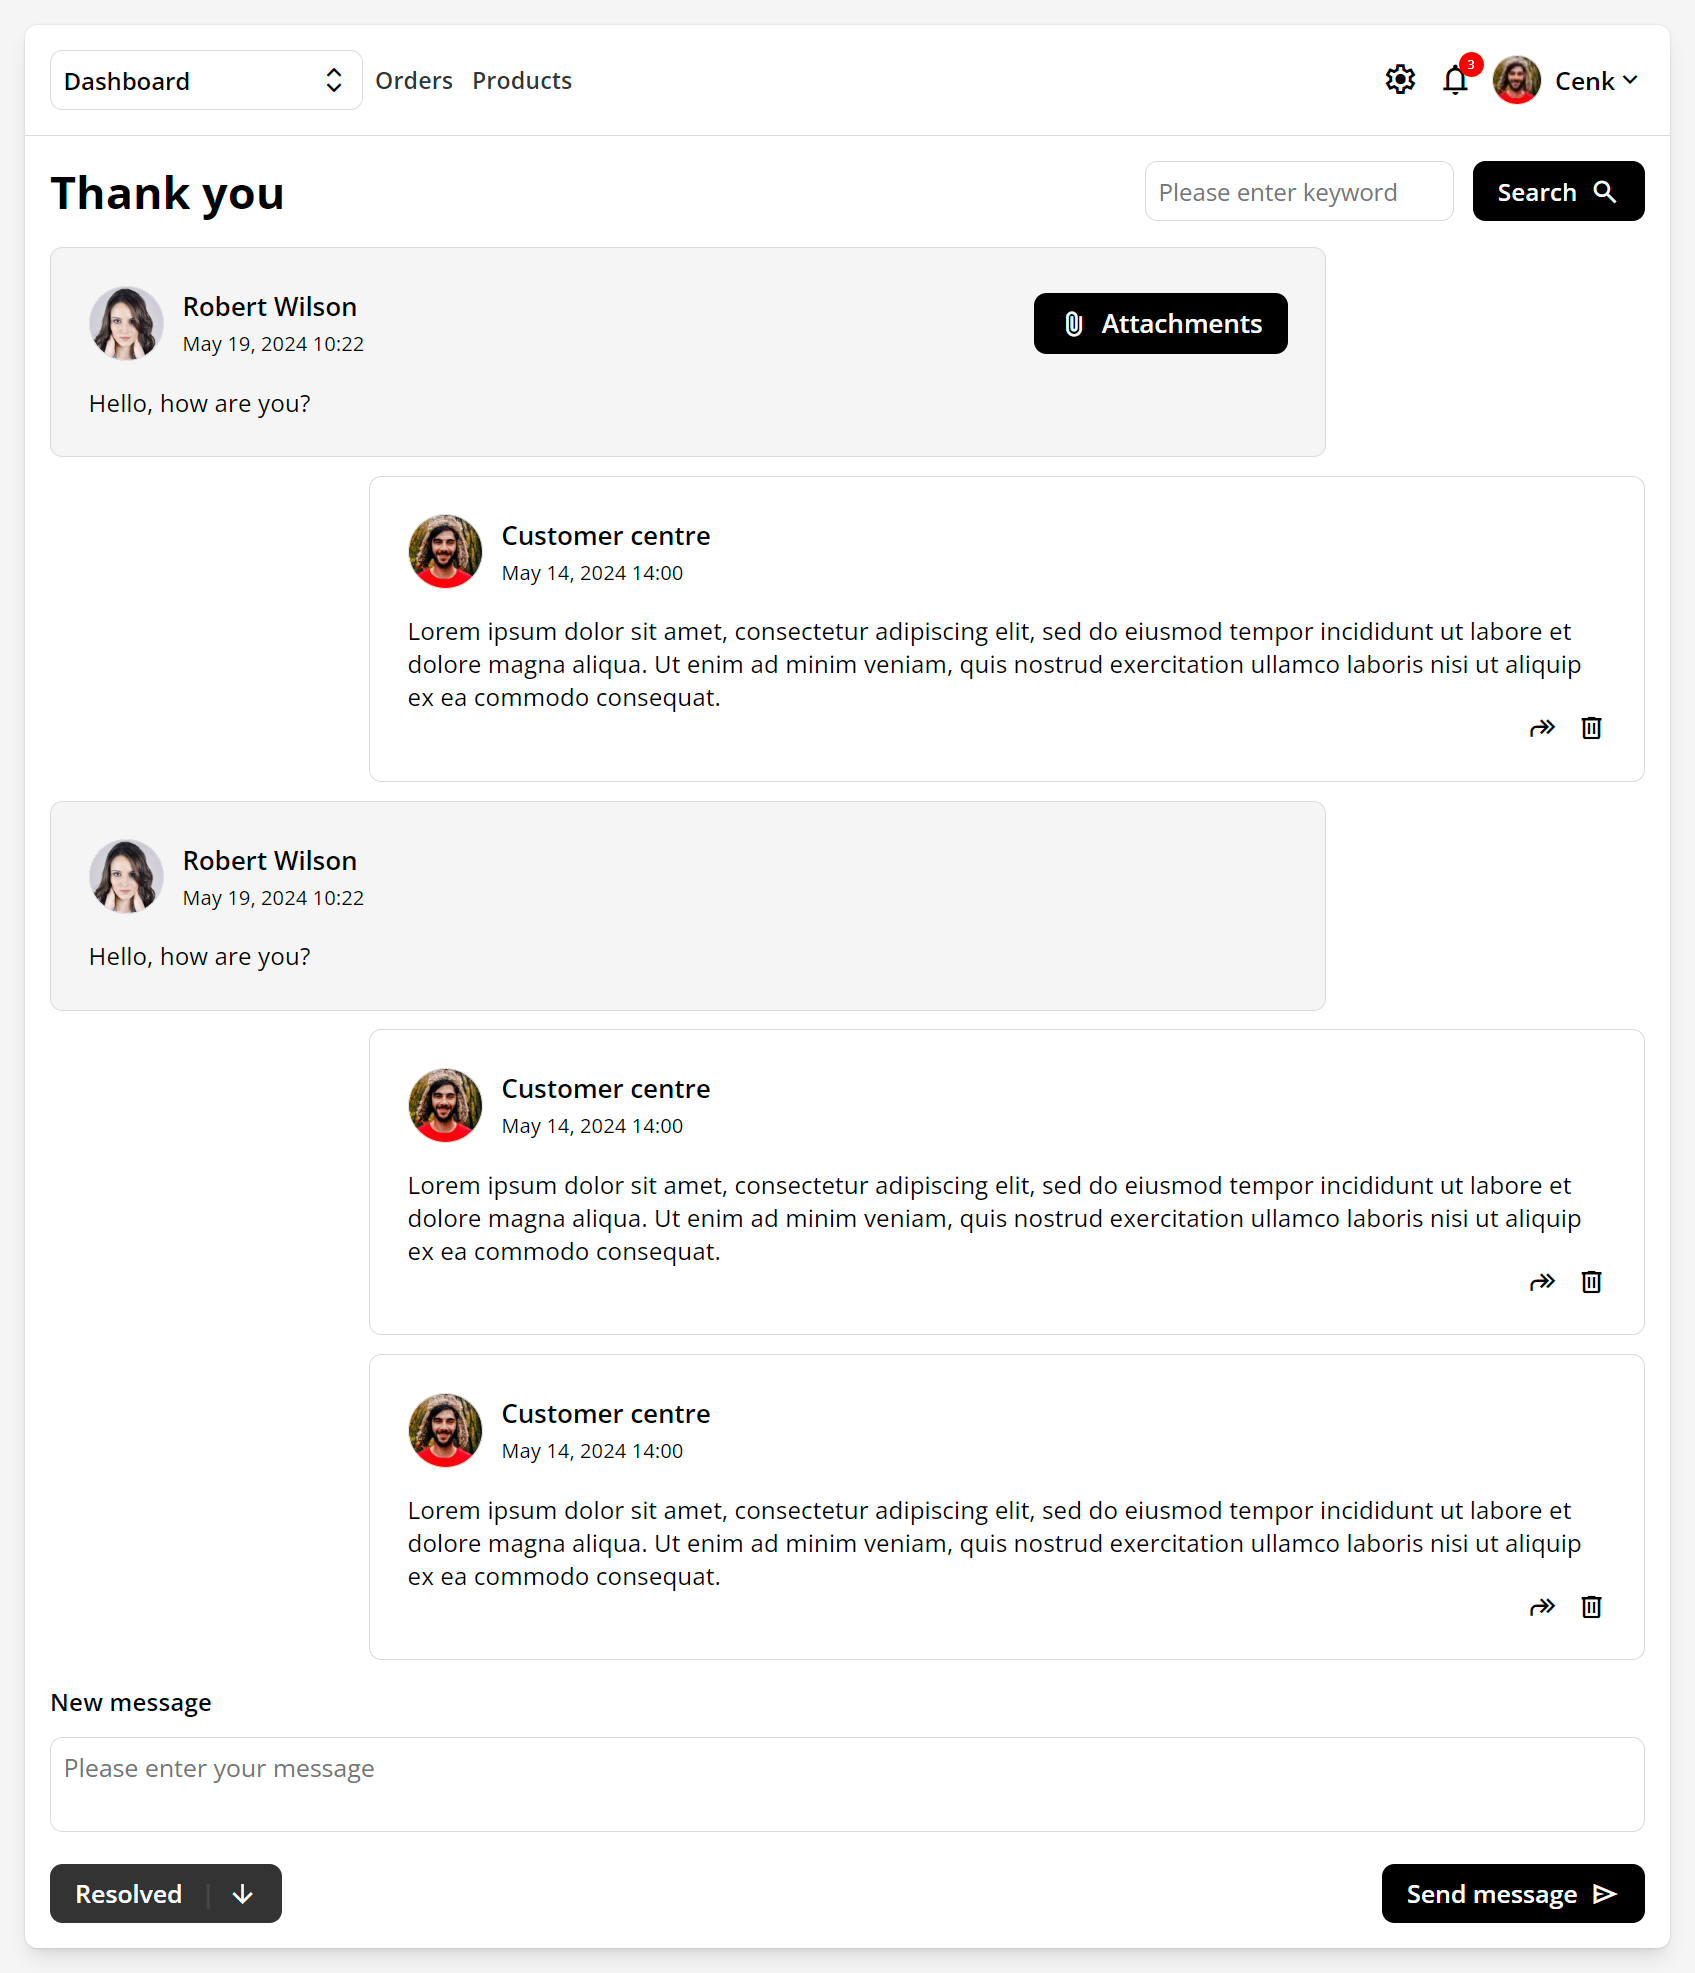 Dashboard Orders Products 3 Cenk
Thank you
Please enter keyword
Search
Robert Wilson
May 19, 2024 10:22
Attachments
Hello, how are you?
Customer centre
May 14, 2024 14:00
Lorem ipsum dolor sit amet, consectetur adipiscing elit, sed do eiusmod tempor incididunt ut labore et
dolore magna aliqua. Ut enim ad minim veniam, quis nostrud exercitation ullamco laboris nisi ut aliquip
ex ea commodo consequat.
Robert Wilson
May 19, 2024 10:22
Hello, how are you?
Customer centre
May 14, 2024 14:00
Lorem ipsum dolor sit amet, consectetur adipiscing elit, sed do eiusmod tempor incididunt ut labore et
dolore magna aliqua. Ut enim ad minim veniam, quis nostrud exercitation ullamco laboris nisi ut aliquip
ex ea commodo consequat.
Customer centre
May 14, 2024 14:00
Lorem ipsum dolor sit amet, consectetur adipiscing elit, sed do eiusmod tempor incididunt ut labore et
dolore magna aliqua. Ut enim ad minim veniam, quis nostrud exercitation ullamco laboris nisi ut aliquip
ex ea commodo consequat.
New message
Please enter your message
Resolved
Send message